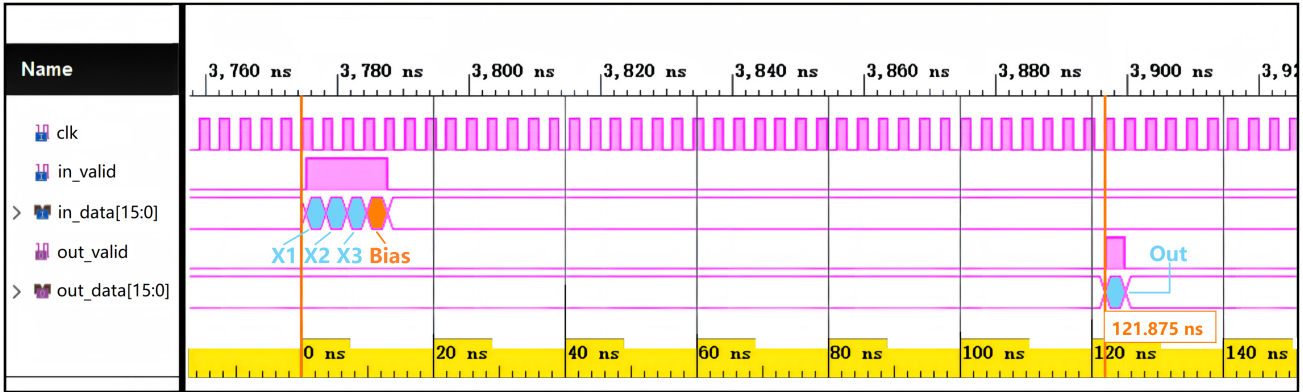 Name
3,760 ns 3,780 ns 3,800 ns 3,820 ns 3,840 ns 3,860 ns 3,880 ns 3,900 ns 3,92
clk
in_valid
in_data[15:0]
X1 X2 X3 Bias
out_valid
Out
out_data[15:0]
121.875 ns
0 ns 20 ns 40 ns 60 ns 80 ns 100 ns 120 ns 140 ns